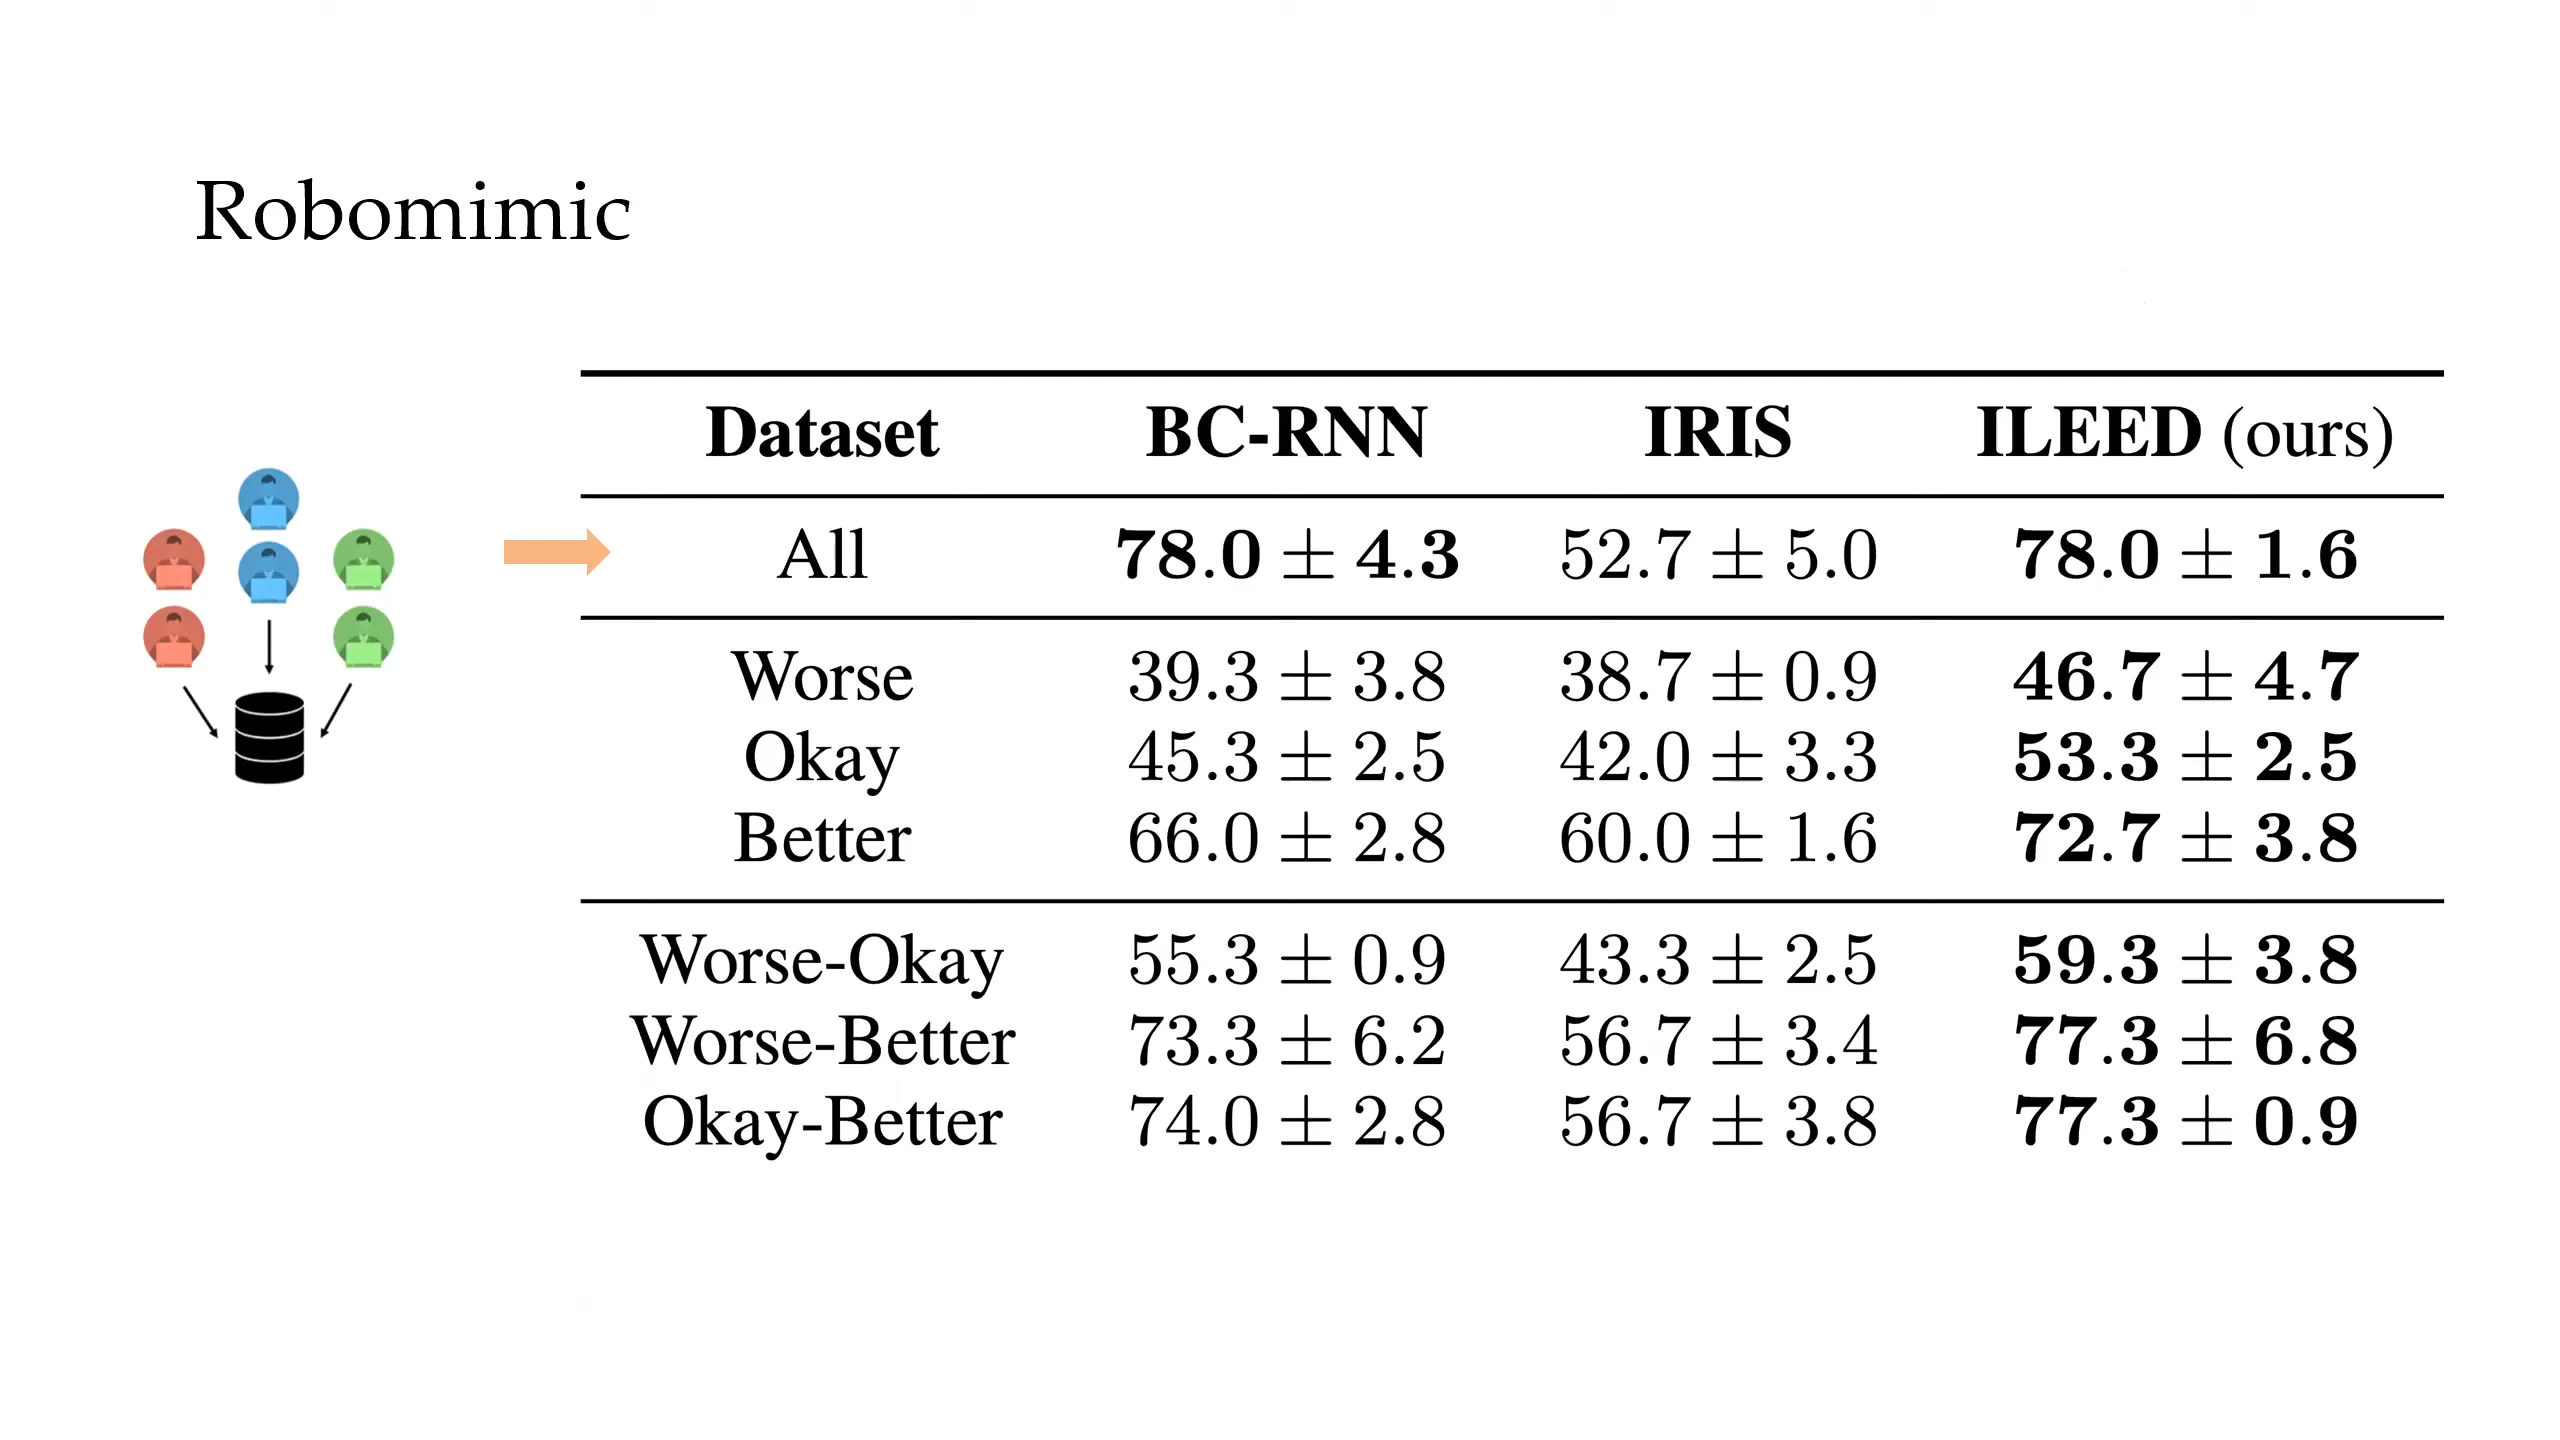 Robomimic
Dataset BC-RNN IRIS ILEED (ours)
All 78.0 ± 4.3 52.7 ± 5.0 78.0 ± 1.6
Worse 39.3 ± 3.8 38.7 ± 0.9 46.7 ± 4.7
Okay 45.3 ± 2.5 42.0 ± 3.3 53.3 ± 2.5
Better 66.0 ± 2.8 60.0 ± 1.6 72.7 ± 3.8
Worse-Okay 55.3 ± 0.9 43.3 ± 2.5 59.3 ± 3.8
Worse-Better 73.3 ± 6.2 56.7 ± 3.4 77.3 ± 6.8
Okay-Better 74.0 ± 2.8 56.7 ± 3.8 77.3 ± 0.9